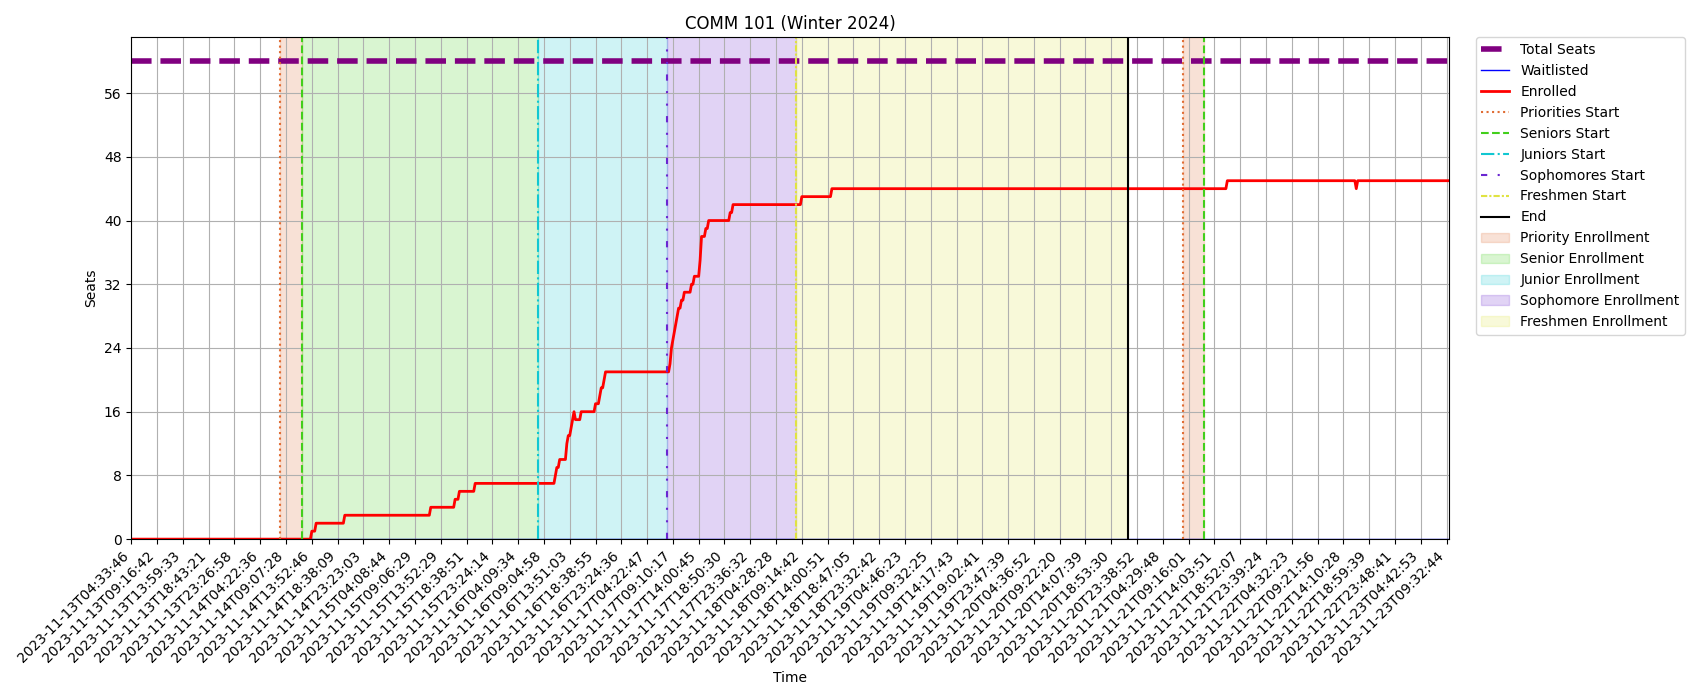 COMM 101 (Winter 2024)
Seats
56
48
40
32
24
16
8
0
2023-11-13T04:33:46
2023-11-13T09:16:42
2023-11-13T13:59:33
2023-11-13T18:43:21
2023-11-13T23:26:58
2023-11-14T04:22:36
2023-11-14T09:07:28
2023-11-14T13:52:46
2023-11-14T18:38:09
2023-11-14T23:23:03
2023-11-15T04:08:44
2023-11-15T09:06:29
2023-11-15T13:52:29
2023-11-15T18:38:51
2023-11-15T23:24:14
2023-11-16T04:09:34
2023-11-16T09:04:58
2023-11-16T13:51:03
2023-11-16T18:38:55
2023-11-16T23:24:36
2023-11-17T04:22:47
2023-11-17T09:10:17
2023-11-17T14:00:45
2023-11-17T18:50:30
2023-11-17T23:36:32
2023-11-18T04:28:28
2023-11-18T09:14:42
2023-11-18T14:00:51
2023-11-18T18:47:05
2023-11-18T23:32:42
2023-11-19T04:46:23
2023-11-19T09:32:25
2023-11-19T14:17:43
2023-11-19T19:02:41
2023-11-19T23:47:39
2023-11-20T04:36:52
2023-11-20T09:22:20
2023-11-20T14:07:39
2023-11-20T18:53:30
2023-11-20T23:38:52
2023-11-21T04:29:48
2023-11-21T09:16:01
2023-11-21T14:03:51
2023-11-21T18:52:07
2023-11-21T23:39:24
2023-11-22T04:32:23
2023-11-22T09:21:56
2023-11-22T14:10:28
2023-11-22T18:59:39
2023-11-22T23:48:41
2023-11-23T04:42:53
2023-11-23T09:32:44
Time
Total Seats
Waitlisted
Enrolled
Priorities Start
Seniors Start
Juniors Start
Sophomores Start
Freshmen Start
End
Priority Enrollment
Senior Enrollment
Junior Enrollment
Sophomore Enrollment
Freshmen Enrollment